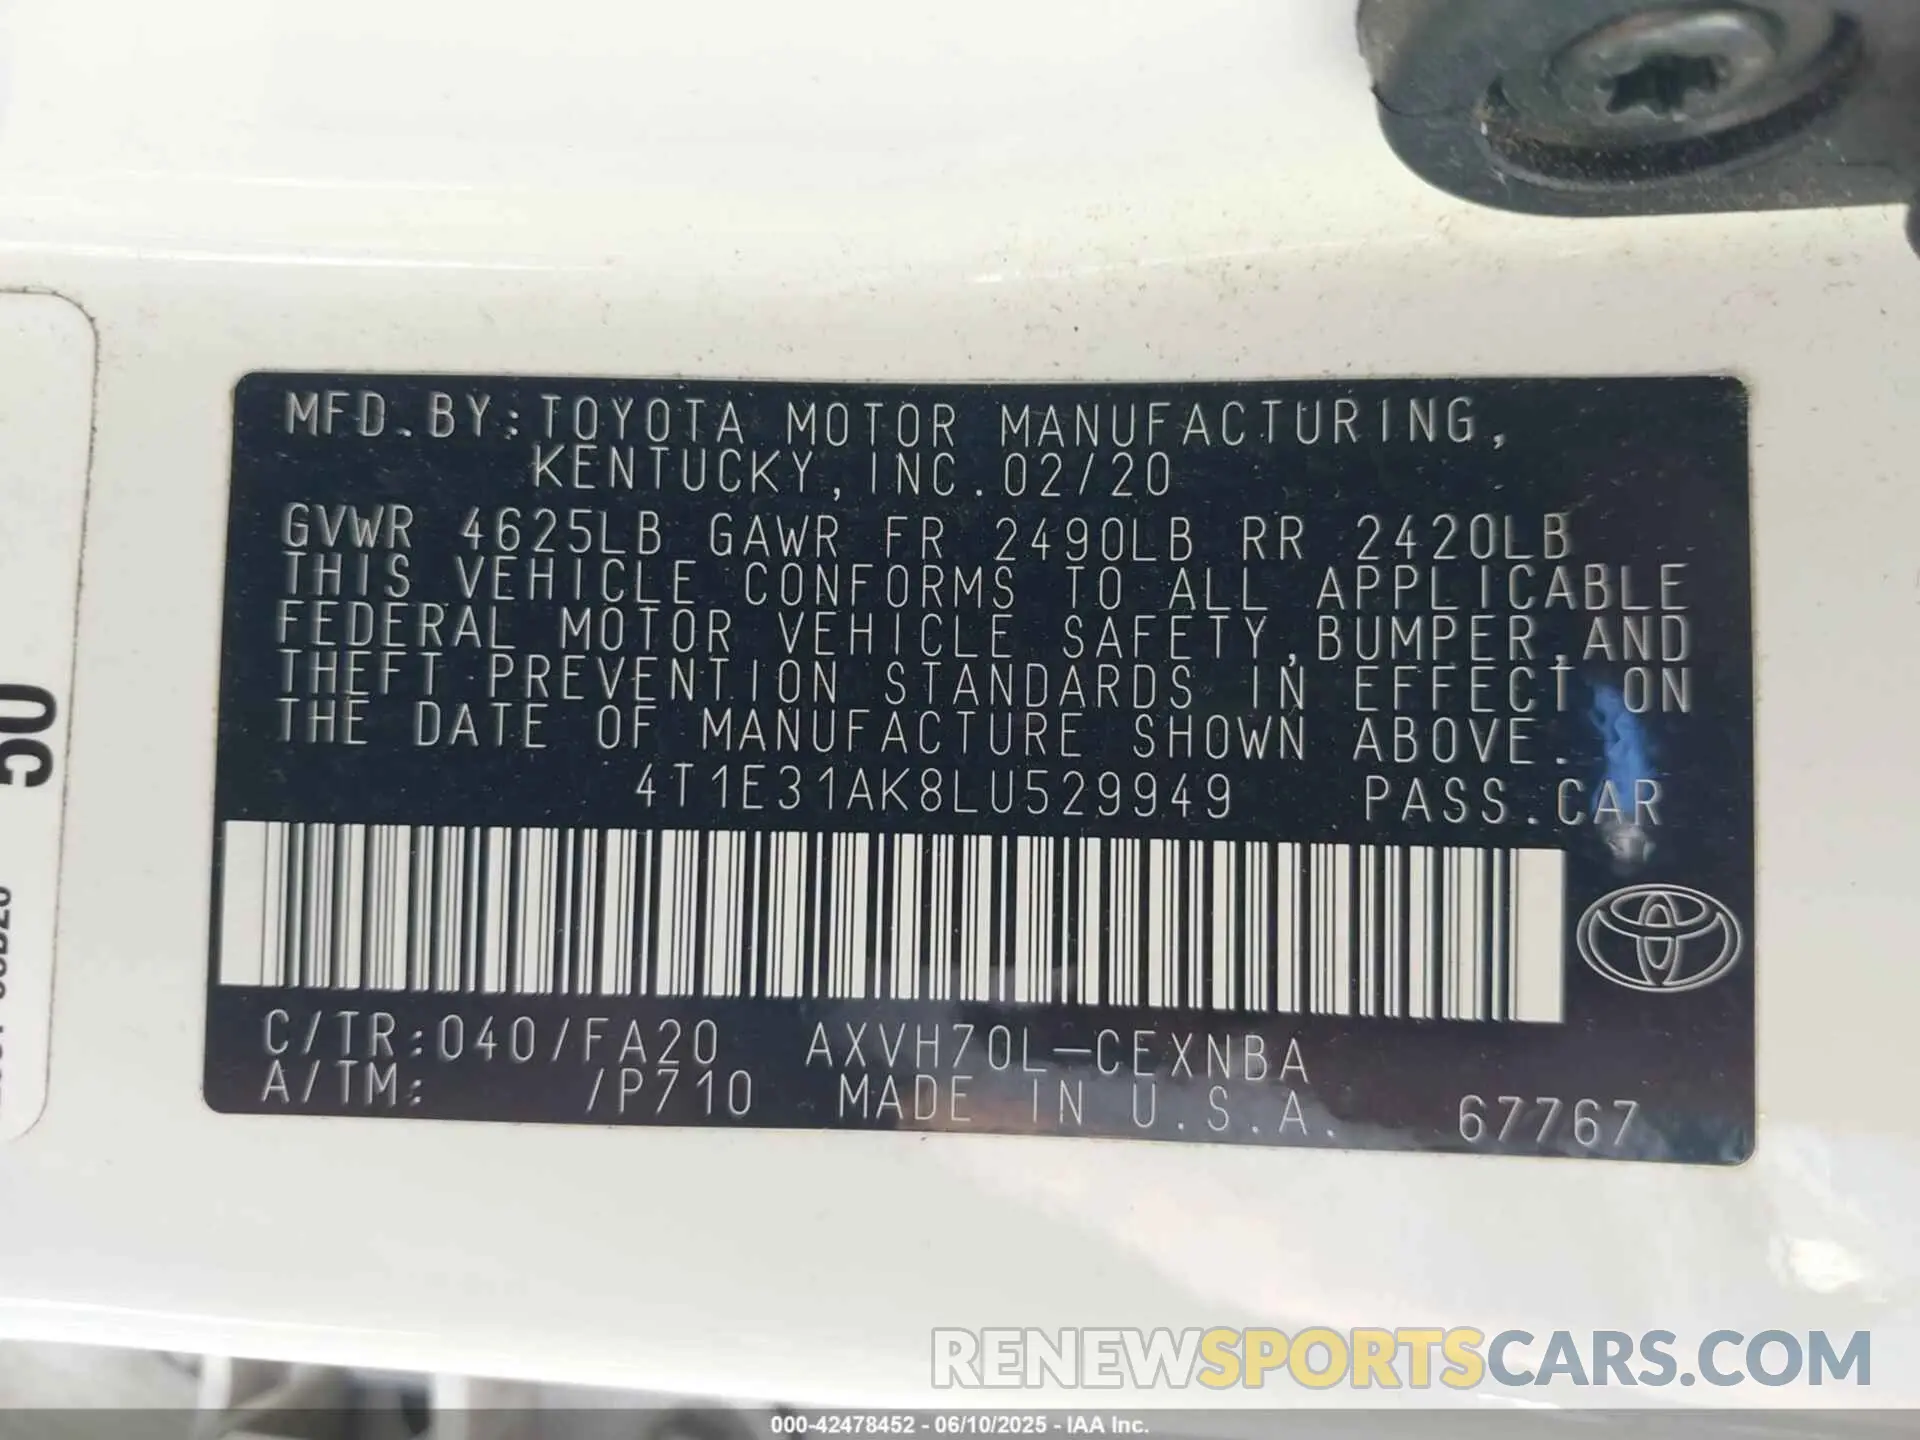 MFD.BY:TOYOTA MOTOR MANUFACTURING,
KENTUCKY,INC.02/20
GVWR 4625LB GAWR FR 2490LB RR 2420LB
THIS VEHICLE CONFORMS TO ALL APPLICABLE
FEDERAL MOTOR VEHICLE SAFETY,BUMPER,AND
THEFT PREVENTION STANDARDS IN EFFECT ON
THE DATE OF MANUFACTURE SHOWN ABOVE.
4T1E31AK8LU529949 PASS.CAR
C/TR:040/FA20 AXVH70L-CEXNBA
A/TM: /P710 MADE IN U.S.A. 67767
50
RENEWSPORTSCARS.COM
000-42478452 - 06/10/2025 - IAA Inc.